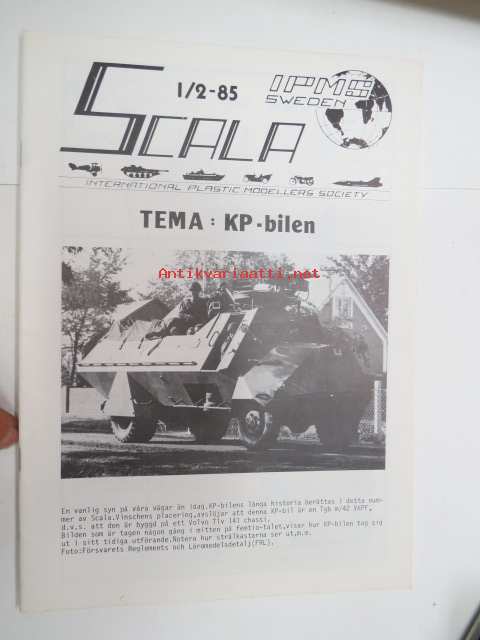 1/2-85
IPMS
SWEDEN
SCALA
INTERNATIONAL PLASTIC MODELLERS SOCIETY
TEMA : KP-bilen
Antikvariaatti.net
En vanlig syn på våra vägar än idag. KP-bilens långa historia berättas i detta num-
mer av Scala. Vinschens placering, avslöjar att denna KP-bil är en Tgb m/42 VKPF,
d.v.s. att den är byggd på ett Volvo Tlv 141 chassi.
Bilden som är tagen någon gång i mitten på femtio-talet, visar hur KP-bilen tog sig
ut i sitt tidiga utförande. Notera hur strålkastarna ser ut, m.m.
Foto: Försvarets Reglements och Läromedelsdetalj(FRL).